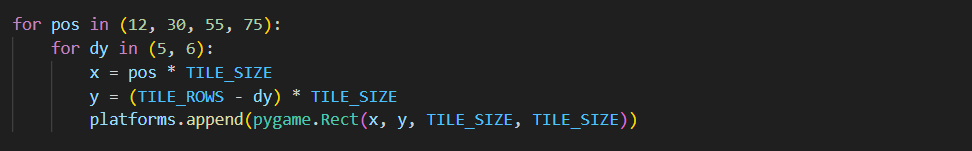 for pos in (12, 30, 55, 75):
    for dy in (5, 6):
        x = pos * TILE_SIZE
        y = (TILE_ROWS - dy) * TILE_SIZE
        platforms.append(pygame.Rect(x, y, TILE_SIZE, TILE_SIZE))